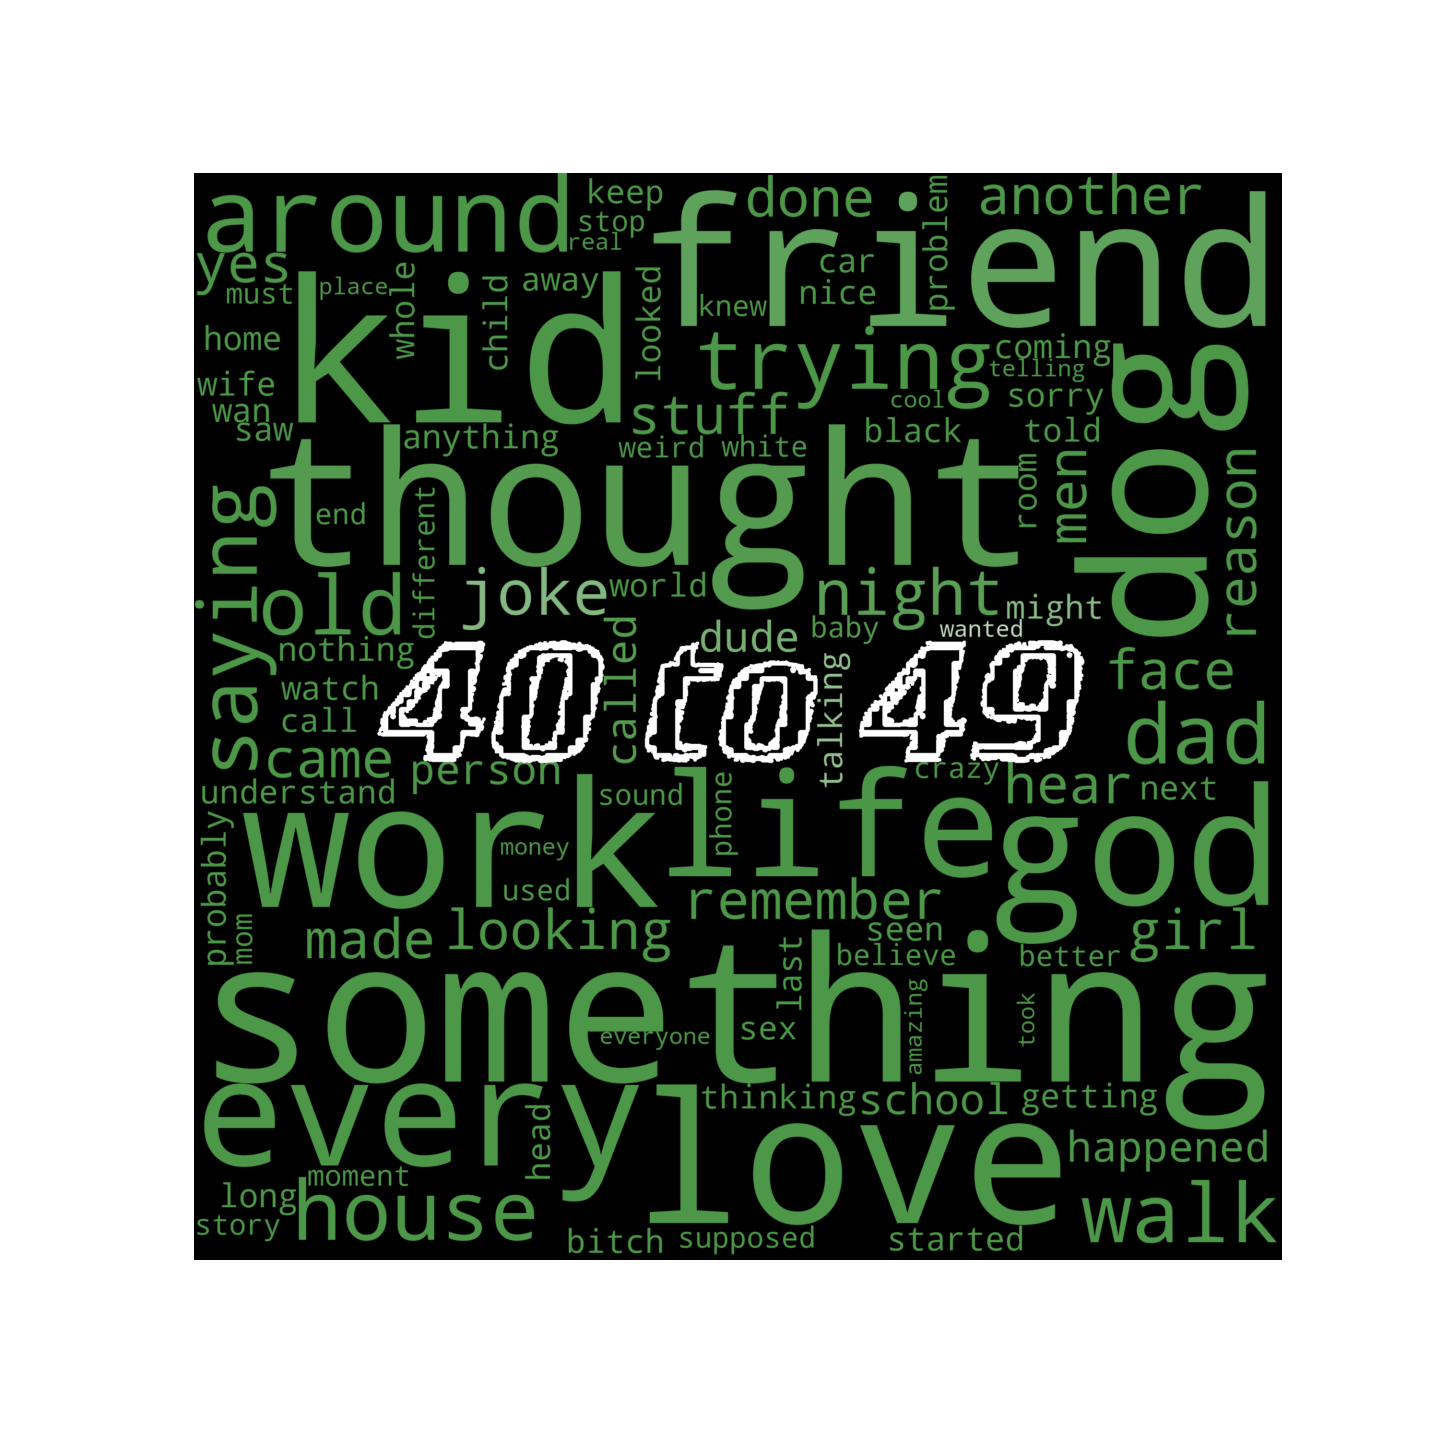 around keep done problem another
stop friend
real
yes car
must place whole child away looked knew nice
kid
home trying coming
telling
dog
wife cool sorry
wan stuff
saw anything weird white black told
thought room men reason
saying end different
joke world night might
old dude baby wanted
nothing called talking face
watch 40 to 49
call dad
came person crazy hear next
understand sound phone
work life god
probably money
used remember
mom made looking seen girl
believe better
something last
everyone sex amazing took
every thinking school getting
love
head happened
moment
long house walk
story bitch supposed started